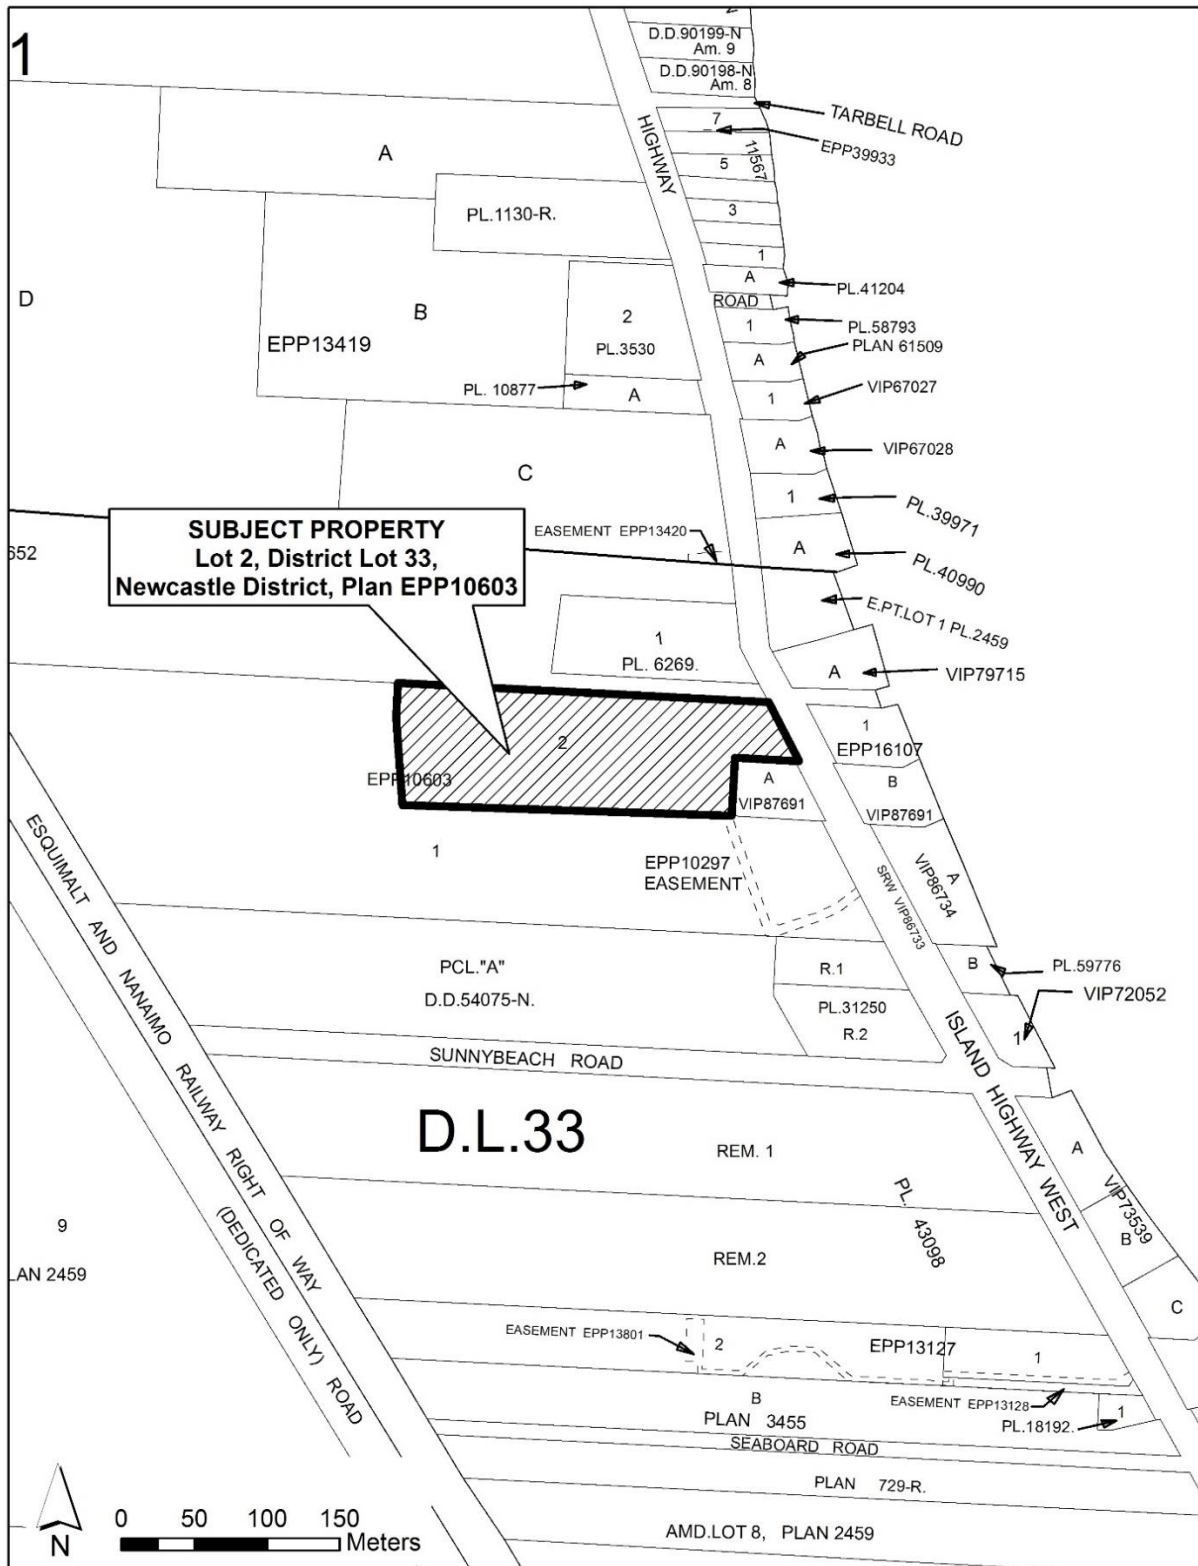 1
D.D.90199-N
Am. 9
D.D.90198-N
Am. 8
TARBELL ROAD
7
EPP39933
11567
5
3
1
HIGHWAY
A
PL.1130-R.
A
PL.41204
ROAD
D
B
EPP13419
2
PL.3530
1
PL.58793
PLAN 61509
A
PL. 10877
A
1
VIP67027
A
VIP67028
C
1
PL.39971
SUBJECT PROPERTY
Lot 2, District Lot 33,
Newcastle District, Plan EPP10603
EASEMENT EPP13420
A
PL.40990
652
E.PT.LOT 1 PL.2459
1
PL. 6269.
A
VIP79715
2
1
EPP16107
EPP10603
A
VIP87691
B
VIP87691
1
EPP10297
EASEMENT
A
VIP86734
SRW VIP86733
ESQUIMALT AND NANAIMO RAILWAY RIGHT OF WAY
(DEDICATED ONLY) ROAD
PCL."A"
D.D.54075-N.
R.1
PL.31250
R.2
B
PL.59776
VIP72052
1
SUNNYBEACH ROAD
ISLAND HIGHWAY WEST
D.L.33
REM. 1
A
VIP73539
B
PL. 43098
9
LAN 2459
REM.2
C
EASEMENT EPP13801
2
EPP13127
1
B
PLAN 3455
EASEMENT EPP13128
PL.18192.
1
SEABOARD ROAD
PLAN 729-R.
AMD.LOT 8, PLAN 2459
N
0 50 100 150
Meters